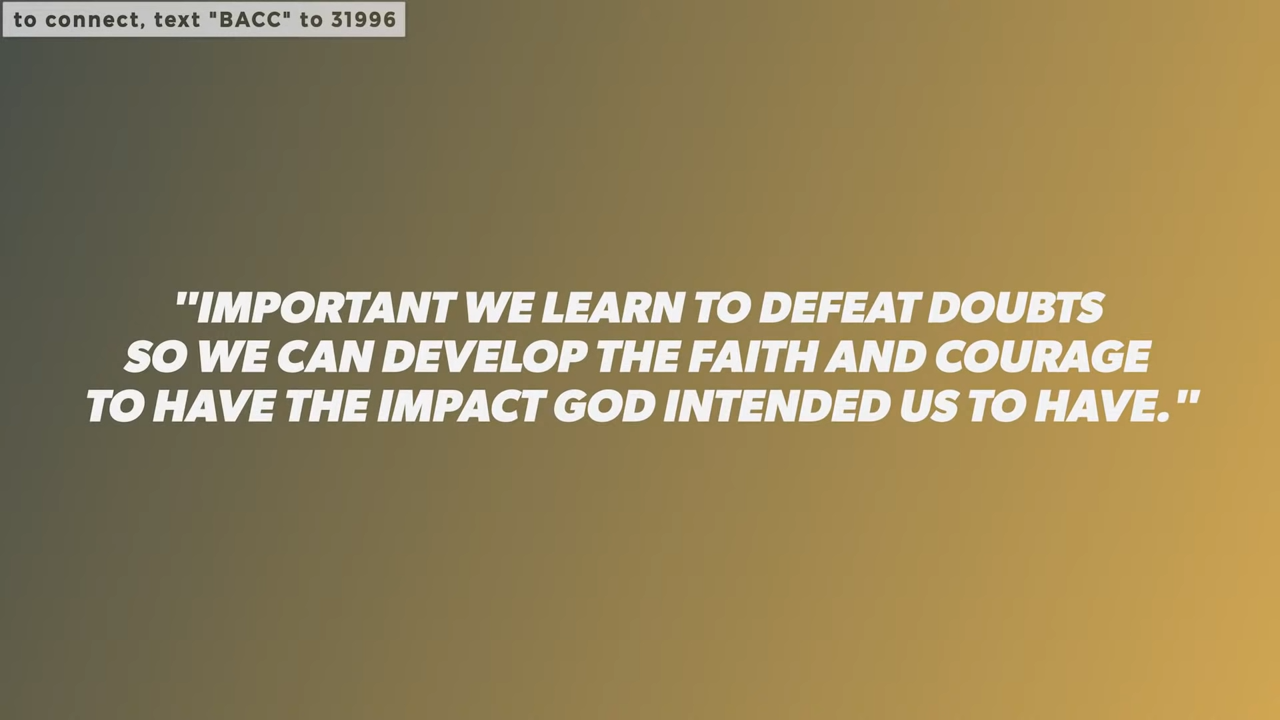 to connect, text "BACC" to 31996
"IMPORTANT WE LEARN TO DEFEAT DOUBTS
SO WE CAN DEVELOP THE FAITH AND COURAGE
TO HAVE THE IMPACT GOD INTENDED US TO HAVE."